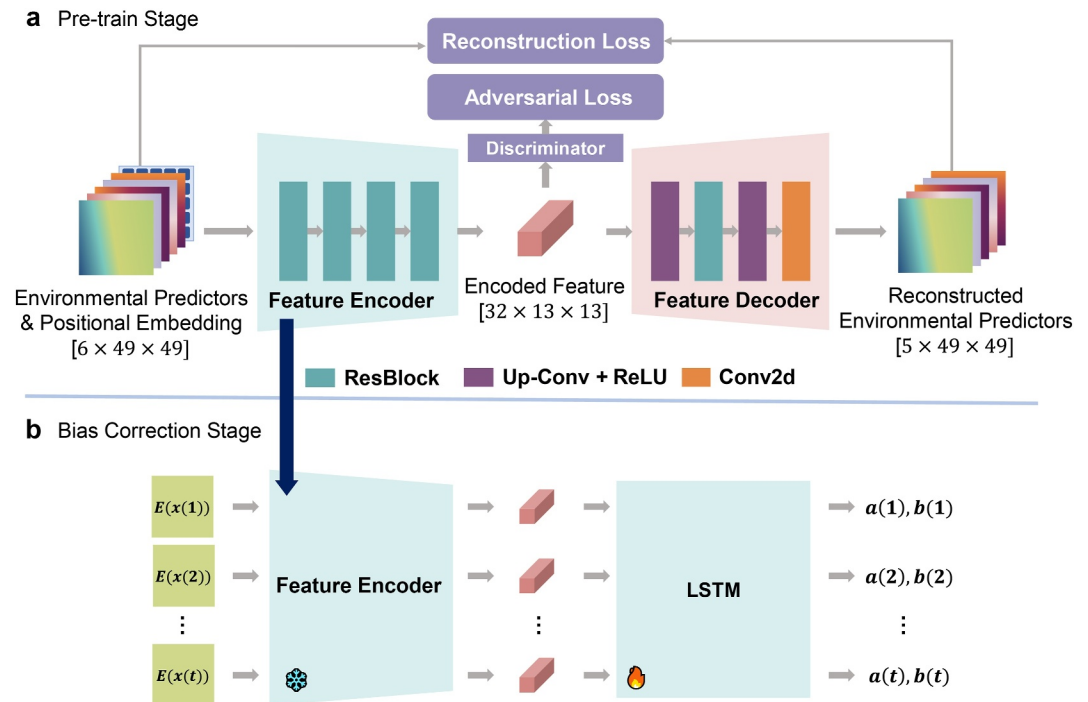 a Pre-train Stage
Reconstruction Loss
Adversarial Loss
Discriminator
Feature Encoder
Encoded Feature
[32 × 13 × 13]
Feature Decoder
Environmental Predictors
& Positional Embedding
[6 × 49 × 49]
Reconstructed
Environmental Predictors
[5 × 49 × 49]
ResBlock
Up-Conv + ReLU
Conv2d
b Bias Correction Stage
E(x(1))
a(1), b(1)
E(x(2))
Feature Encoder
LSTM
a(2), b(2)
⋮
⋮
⋮
E(x(t))
a(t), b(t)